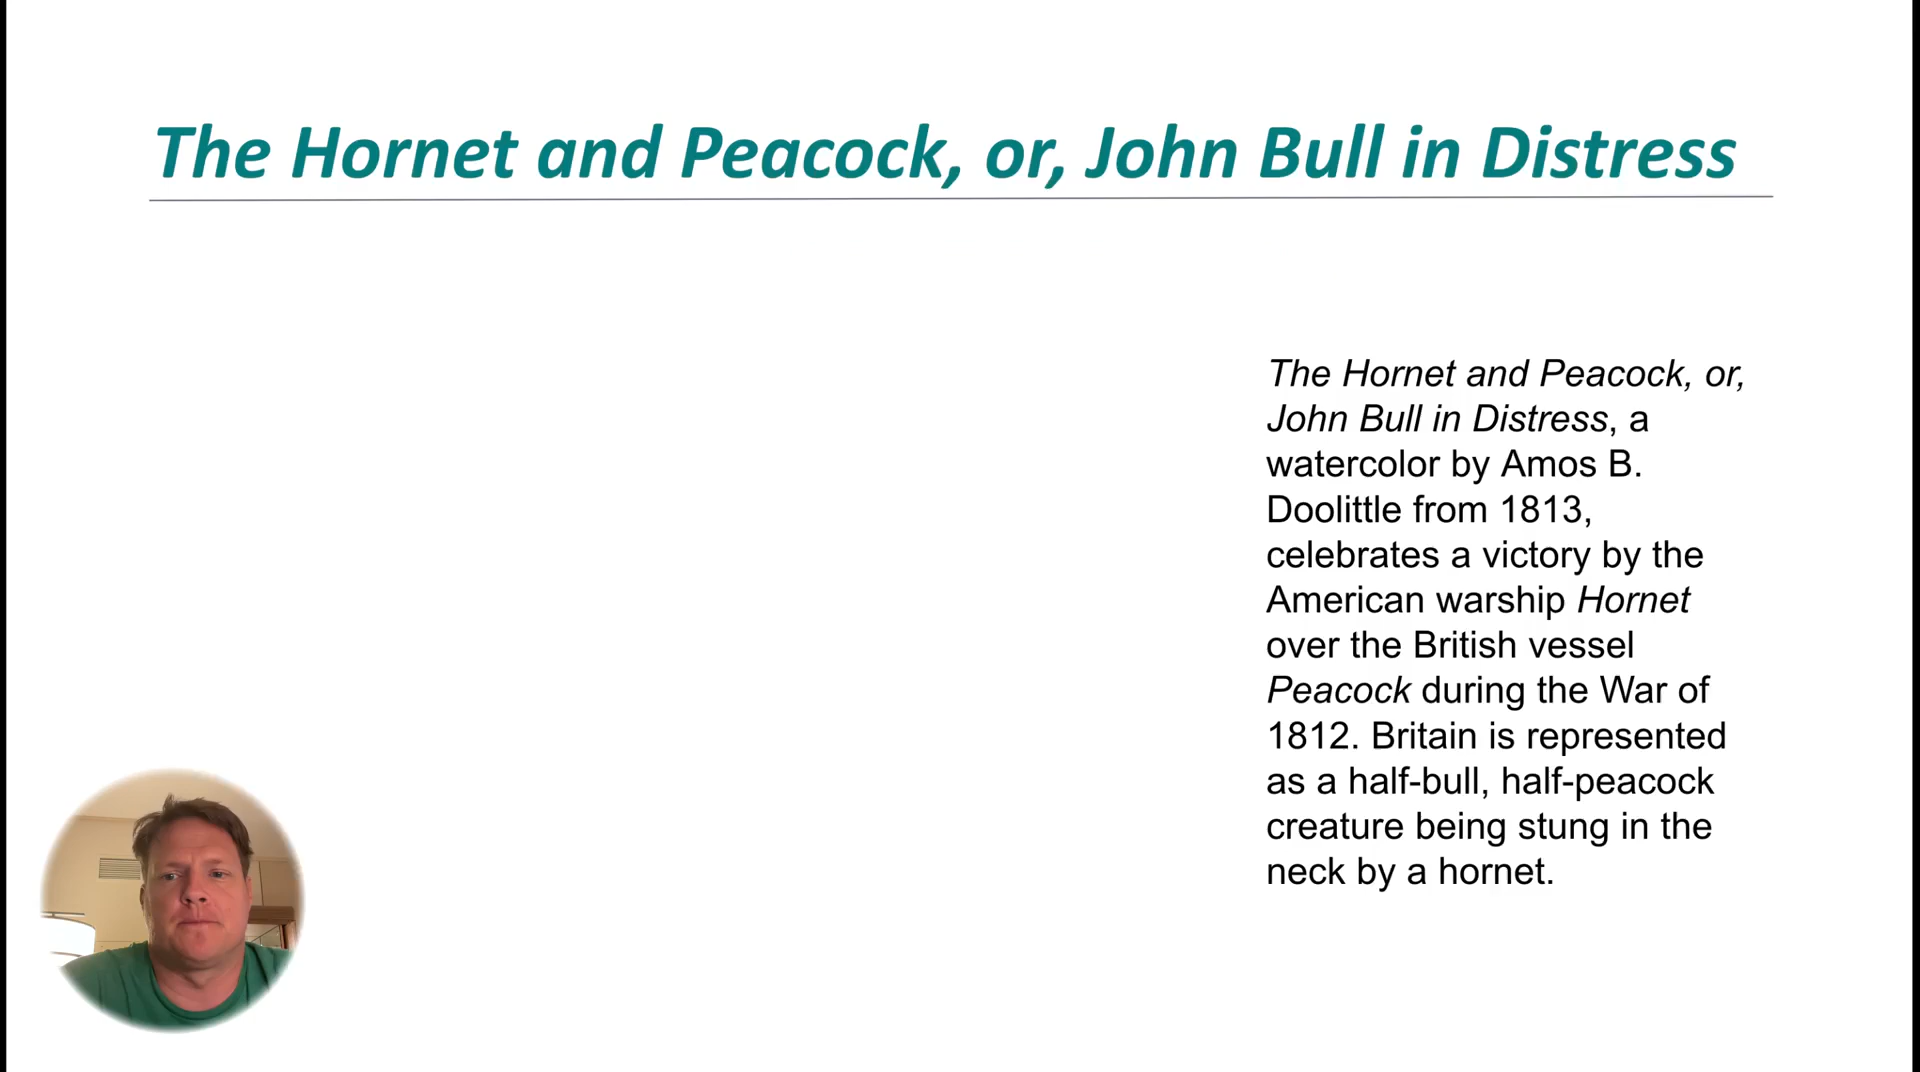 The Hornet and Peacock, or, John Bull in Distress
The Hornet and Peacock, or,
John Bull in Distress, a
watercolor by Amos B.
Doolittle from 1813,
celebrates a victory by the
American warship Hornet
over the British vessel
Peacock during the War of
1812. Britain is represented
as a half-bull, half-peacock
creature being stung in the
neck by a hornet.